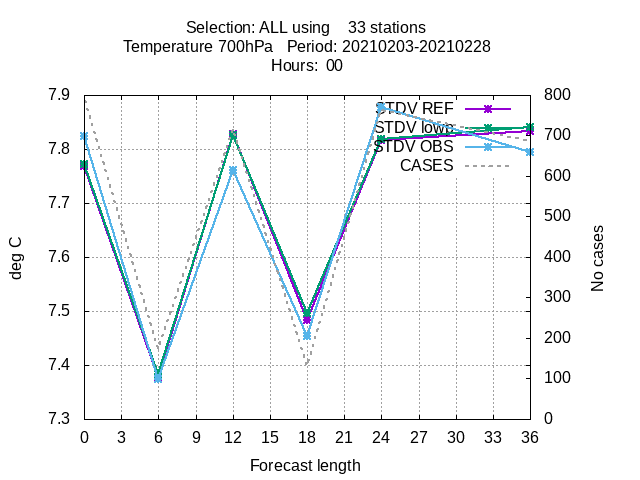 Selection: ALL using 33 stations
Temperature 700hPa Period: 20210203-20210228
Hours: 00
7.9
7.8
7.7
7.6
7.5
7.4
7.3
deg C
800
700
600
500
400
300
200
100
0
No cases
STDV REF
STDV lowp
STDV OBS
CASES
0 3 6 9 12 15 18 21 24 27 30 33 36
Forecast length